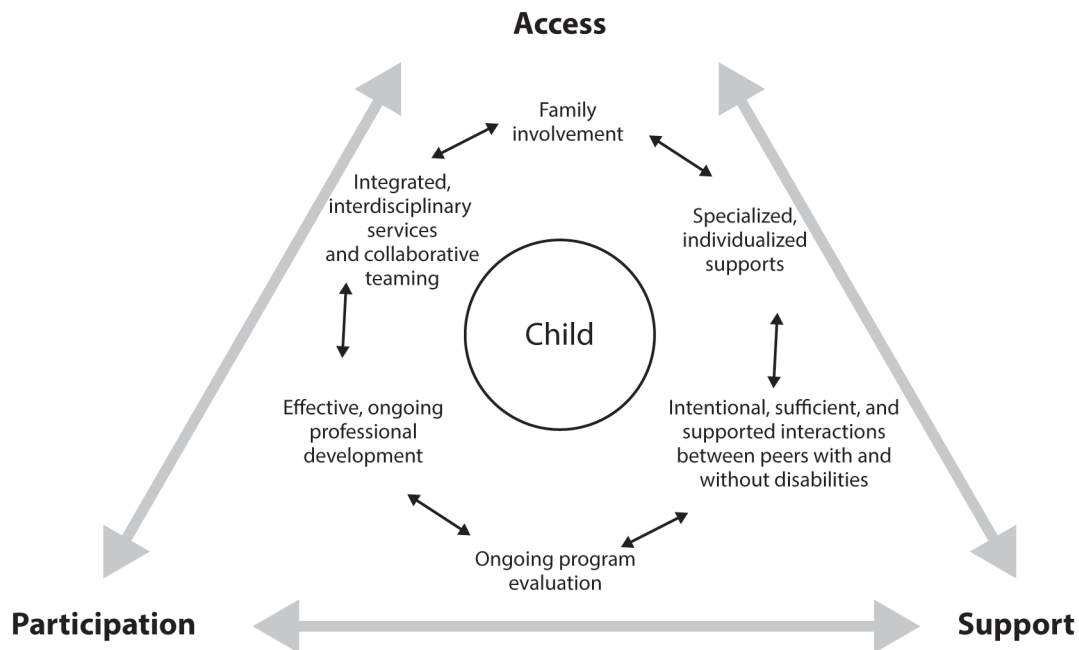 Access
Family
involvement
Integrated,
interdisciplinary
services
and collaborative
teaming
Specialized,
individualized
supports
Child
Effective, ongoing
professional
development
Intentional, sufficient, and
supported interactions
between peers with and
without disabilities
Ongoing program
evaluation
Participation
Support